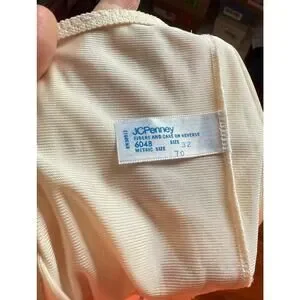 JCPenney
FIBERS AND CARE ON REVERSE
6048 SIZE 32
METRIC SIZE 70